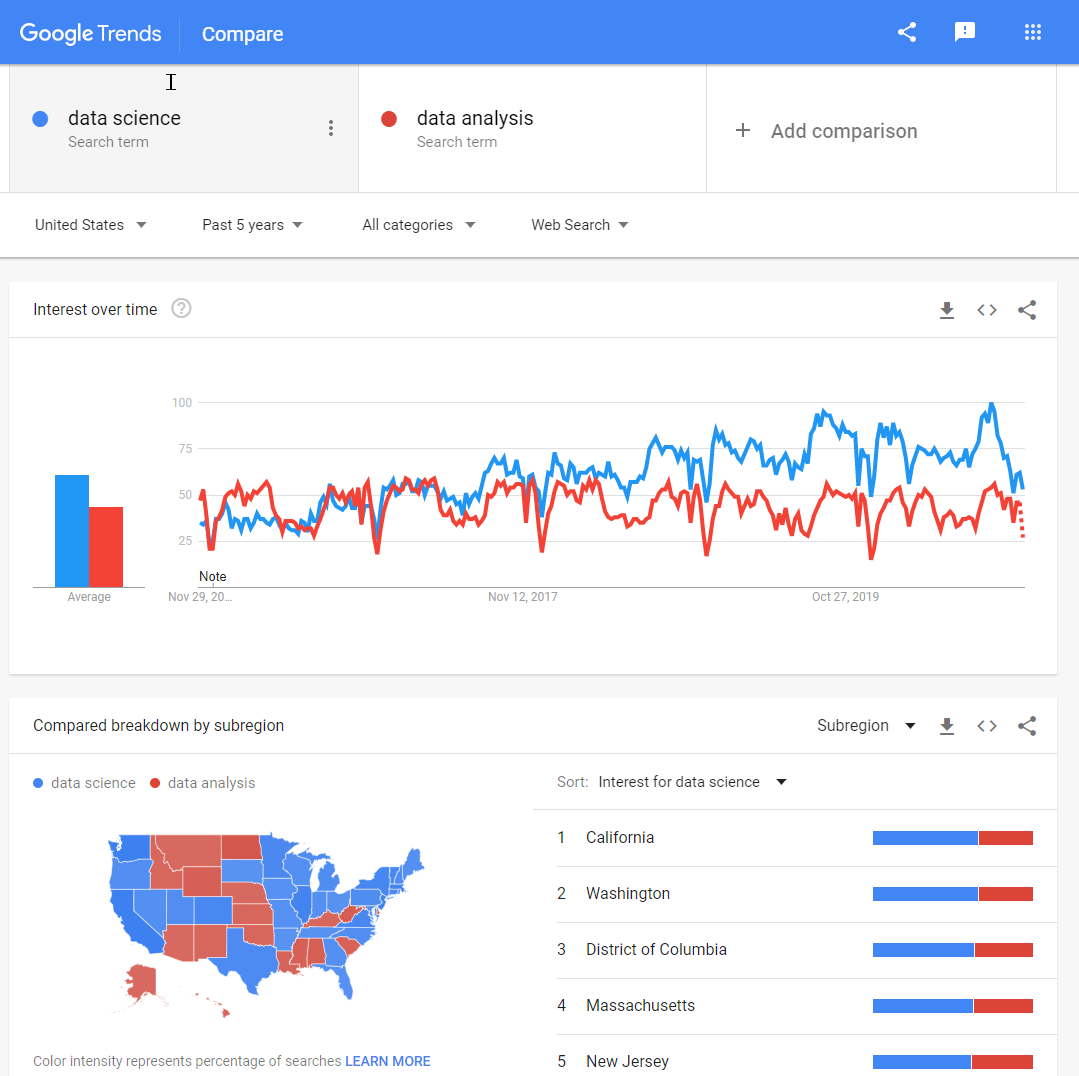 Google Trends Compare
data science
Search term
data analysis
Search term
+ Add comparison
United States Past 5 years All categories Web Search
Interest over time ?
100
75
50
25
Note
Average
Nov 29, 20... Nov 12, 2017 Oct 27, 2019
Compared breakdown by subregion Subregion
data science data analysis
Sort: Interest for data science
1 California
2 Washington
3 District of Columbia
4 Massachusetts
5 New Jersey
Color intensity represents percentage of searches LEARN MORE